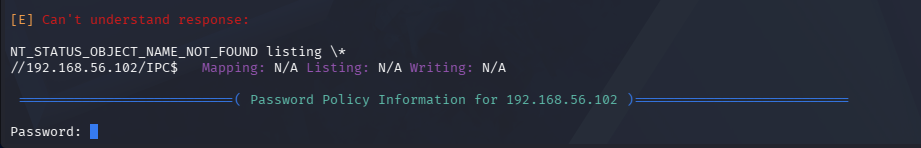 [E] Can't understand response:
NT_STATUS_OBJECT_NAME_NOT_FOUND listing \*
//192.168.56.102/IPC$ Mapping: N/A Listing: N/A Writing: N/A
( Password Policy Information for 192.168.56.102 )
Password: